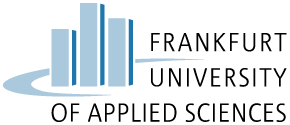 FRANKFURT
UNIVERSITY
OF APPLIED SCIENCES